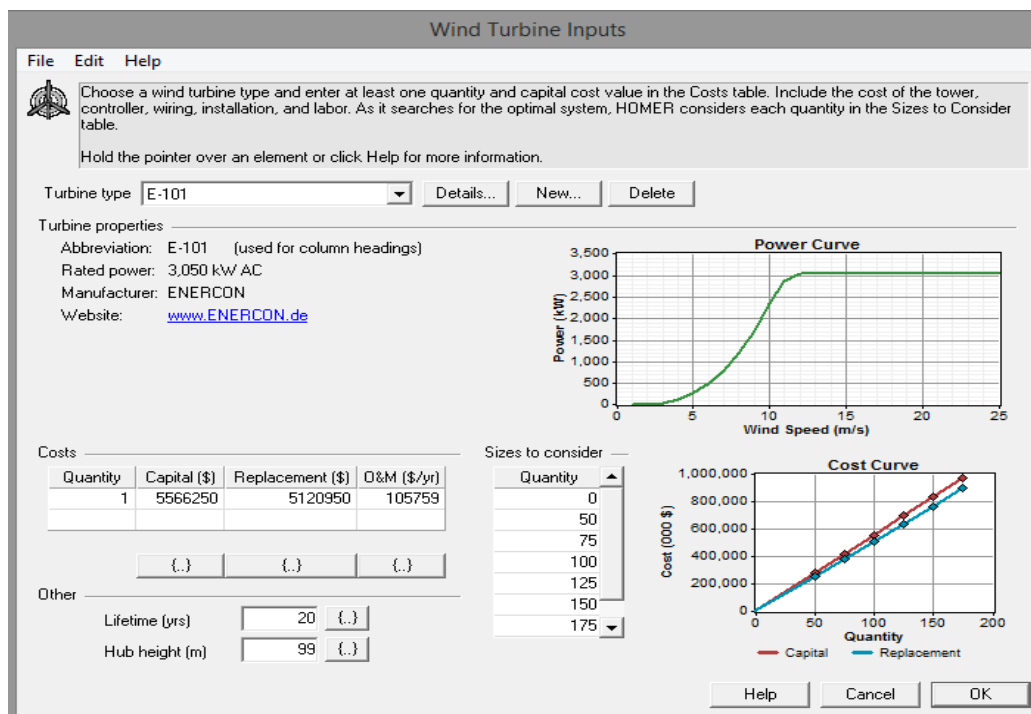 Wind Turbine Inputs
File Edit Help
Choose a wind turbine type and enter at least one quantity and capital cost value in the Costs table. Include the cost of the tower,
controller, wiring, installation, and labor. As it searches for the optimal system, HOMER considers each quantity in the Sizes to Consider
table.
Hold the pointer over an element or click Help for more information.
Turbine type E-101 Details... New... Delete
Turbine properties
Abbreviation: E-101 (used for column headings)
Rated power: 3,050 kW AC
Manufacturer: ENERCON
Website: www.ENERCON.de
Power Curve
Power (kW)
3,500
3,000
2,500
2,000
1,500
1,000
500
0
0 5 10 15 20 25
Wind Speed (m/s)
Costs
Quantity Capital ($) Replacement ($) O&M ($/yr)
1 5566250 5120950 105759
{..} {..} {..}
Other
Lifetime (yrs) 20 {..}
Hub height (m) 99 {..}
Sizes to consider
Quantity
0
50
75
100
125
150
175
Cost Curve
Cost (000 $)
1,000,000
800,000
600,000
400,000
200,000
0
0 50 100 150 200
Quantity
Capital Replacement
Help Cancel OK